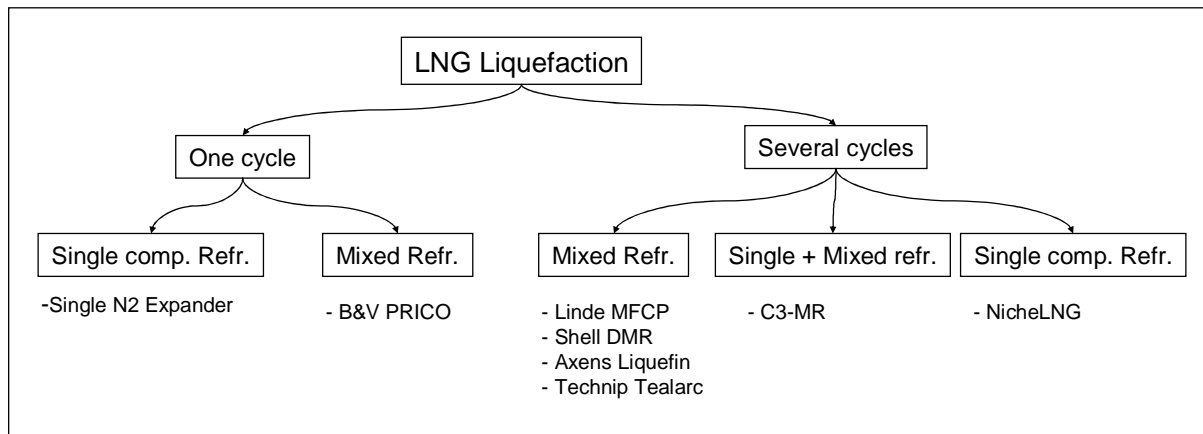 LNG Liquefaction
One cycle
Several cycles
Single comp. Refr.
Mixed Refr.
Mixed Refr.
Single + Mixed refr.
Single comp. Refr.
-Single N2 Expander
- B&V PRICO
- Linde MFCP
- Shell DMR
- Axens Liquefin
- Technip Tealarc
- C3-MR
- NicheLNG